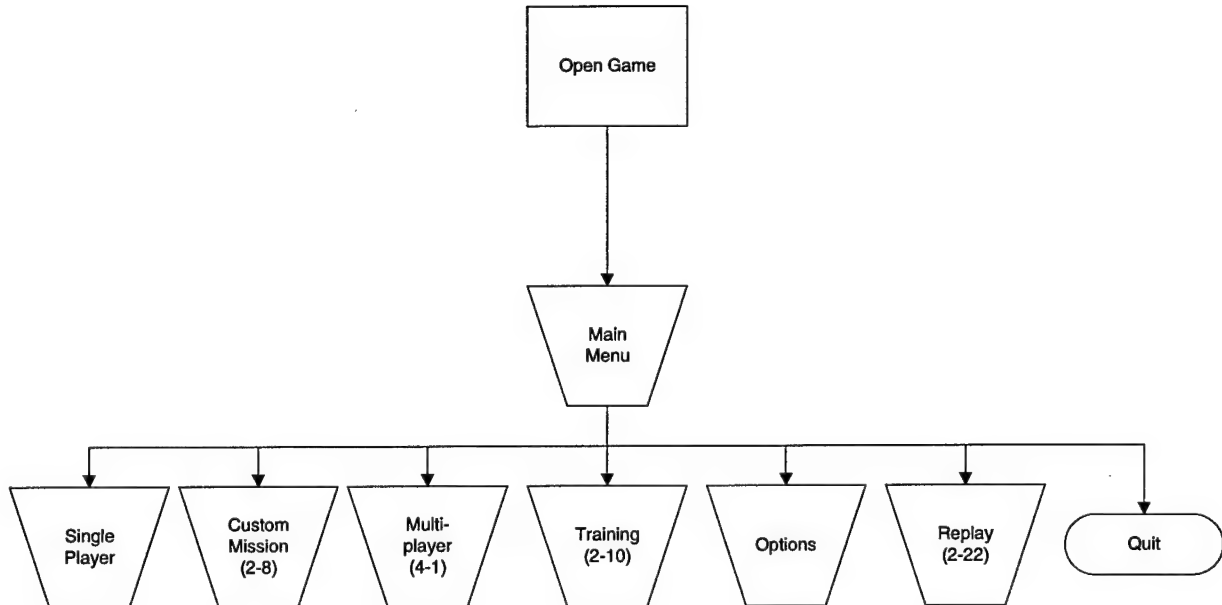 Open Game
Main
Menu
Single
Player
Custom
Mission
(2-8)
Multi-
player
(4-1)
Training
(2-10)
Options
Replay
(2-22)
Quit